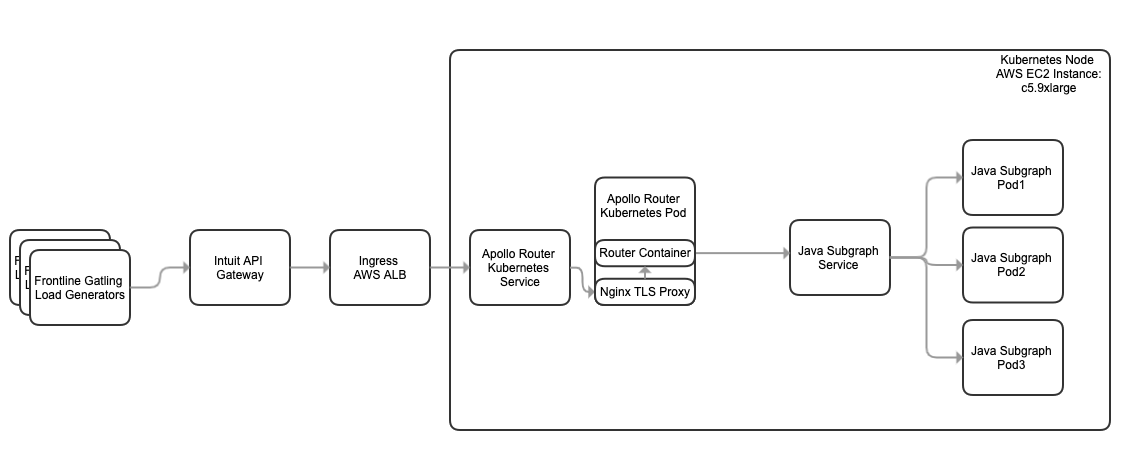 Kubernetes Node
AWS EC2 Instance:
c5.9xlarge
F
L
F
L
Frontline Gatling
Load Generators
Intuit API
Gateway
Ingress
AWS ALB
Apollo Router
Kubernetes
Service
Apollo Router
Kubernetes Pod
Router Container
Nginx TLS Proxy
Java Subgraph
Service
Java Subgraph
Pod1
Java Subgraph
Pod2
Java Subgraph
Pod3